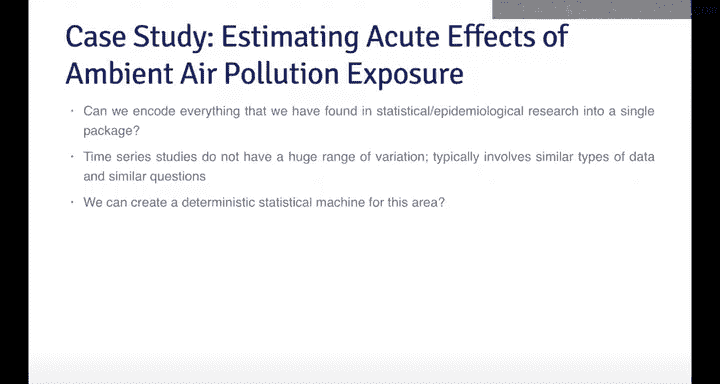 Case Study: Estimating Acute Effects of
Ambient Air Pollution Exposure
· Can we encode everything that we have found in statistical/epidemiological research into a single
package?
· Time series studies do not have a huge range of variation; typically involves similar types of data
and similar questions
· We can create a deterministic statistical machine for this area?